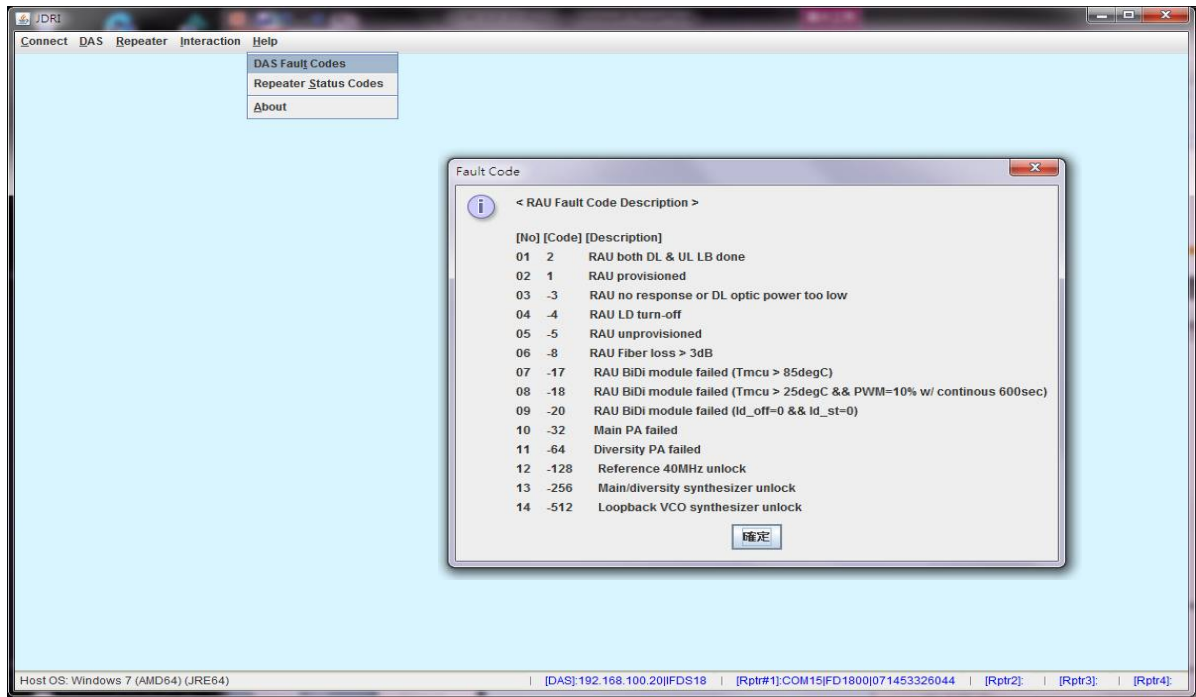 JDRI
Connect DAS Repeater Interaction Help
DAS Fault Codes
Repeater Status Codes
About
Fault Code
< RAU Fault Code Description >
[No] [Code] [Description]
01 2 RAU both DL & UL LB done
02 1 RAU provisioned
03 -3 RAU no response or DL optic power too low
04 -4 RAU LD turn-off
05 -5 RAU unprovisioned
06 -8 RAU Fiber loss > 3dB
07 -17 RAU BiDi module failed (Tmcu > 85degC)
08 -18 RAU BiDi module failed (Tmcu > 25degC && PWM=10% w/ continous 600sec)
09 -20 RAU BiDi module failed (ld_off=0 && ld_st=0)
10 -32 Main PA failed
11 -64 Diversity PA failed
12 -128 Reference 40MHz unlock
13 -256 Main/diversity synthesizer unlock
14 -512 Loopback VCO synthesizer unlock
確定
Host OS: Windows 7 (AMD64) (JRE64) | [DAS]:192.168.100.20|IFDS18 | [Rptr#1]:COM15|FD1800|071453326044 | [Rptr2]: | [Rptr3]: | [Rptr4]: